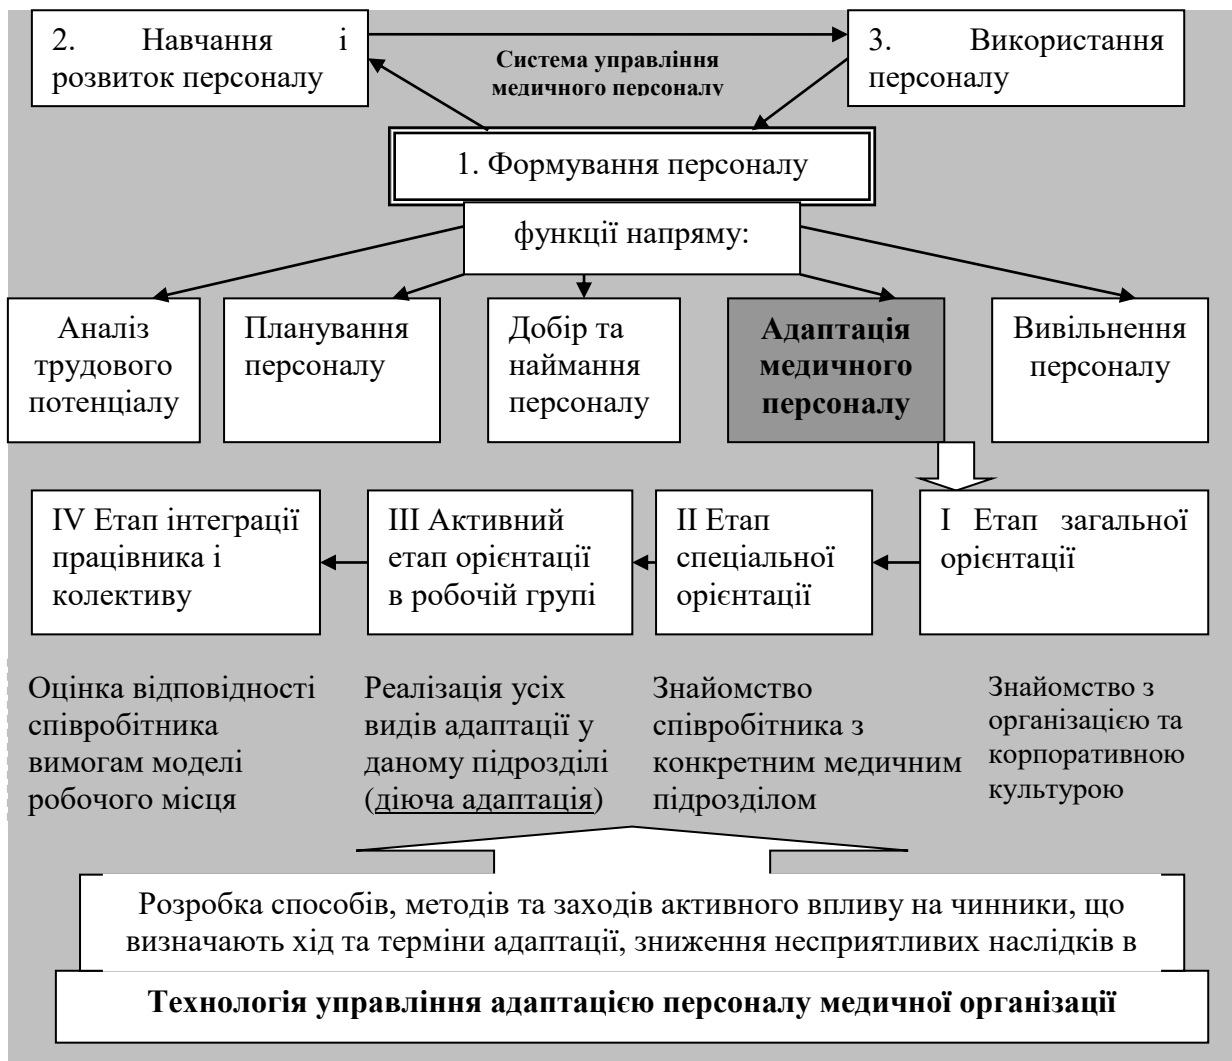 2. Навчання і
розвиток персоналу
Система управління
медичного персоналу
3. Використання
персоналу
1. Формування персоналу
функції напряму:
Аналіз
трудового
потенціалу
Планування
персоналу
Добір та
наймання
персоналу
Адаптація
медичного
персоналу
Вивільнення
персоналу
IV Етап інтеграції
працівника і
колективу
III Активний
етап орієнтації
в робочій групі
II Етап
спеціальної
орієнтації
I Етап загальної
орієнтації
Оцінка відповідності
співробітника
вимогам моделі
робочого місця
Реалізація усіх
видів адаптації у
даному підрозділі
(діюча адаптація)
Знайомство
співробітника з
конкретним медичним
підрозділом
Знайомство з
організацією та
корпоративною
культурою
Розробка способів, методів та заходів активного впливу на чинники, що
визначають хід та терміни адаптації, зниження несприятливих наслідків в
Технологія управління адаптацією персоналу медичної організації